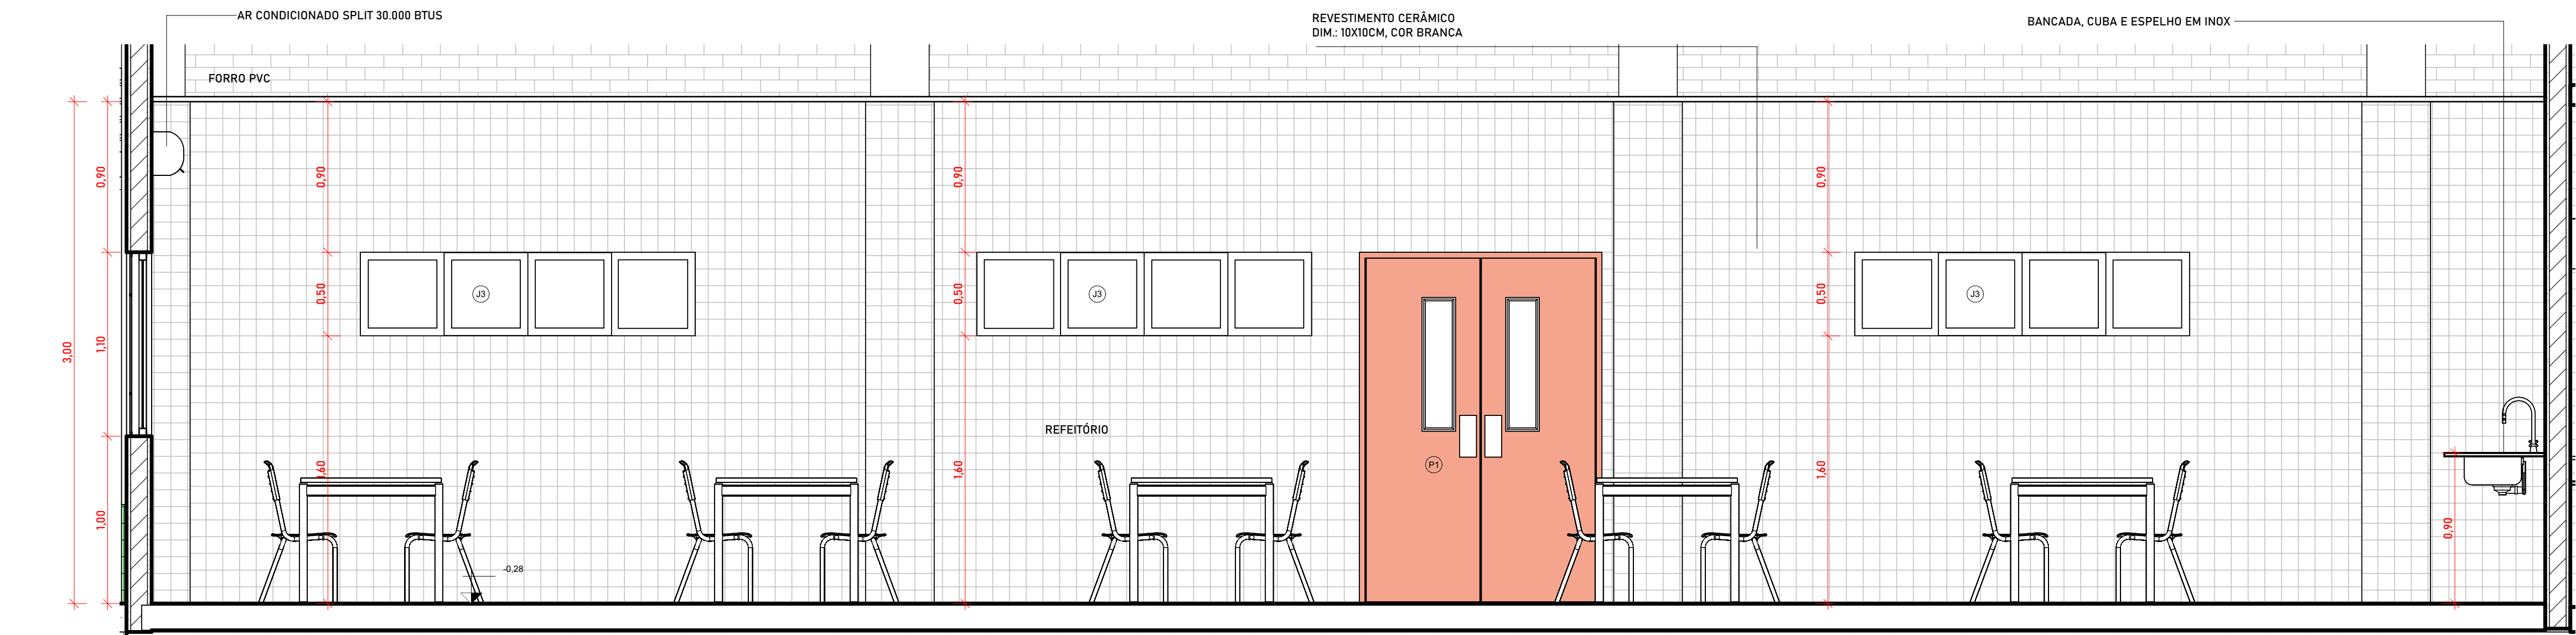 AR CONDICIONADO SPLIT 30.000 BTUS
REVESTIMENTO CERÂMICO
DIM.: 10X10CM, COR BRANCA
BANCADA, CUBA E ESPELHO EM INOX
FORRO PVC
0,90
0,90
0,90
0,90
J3
J3
J3
0,50
0,50
0,50
3,00
1,10
REFEITÓRIO
P1
1,60
1,60
1,60
1,00
0,90
-0,28